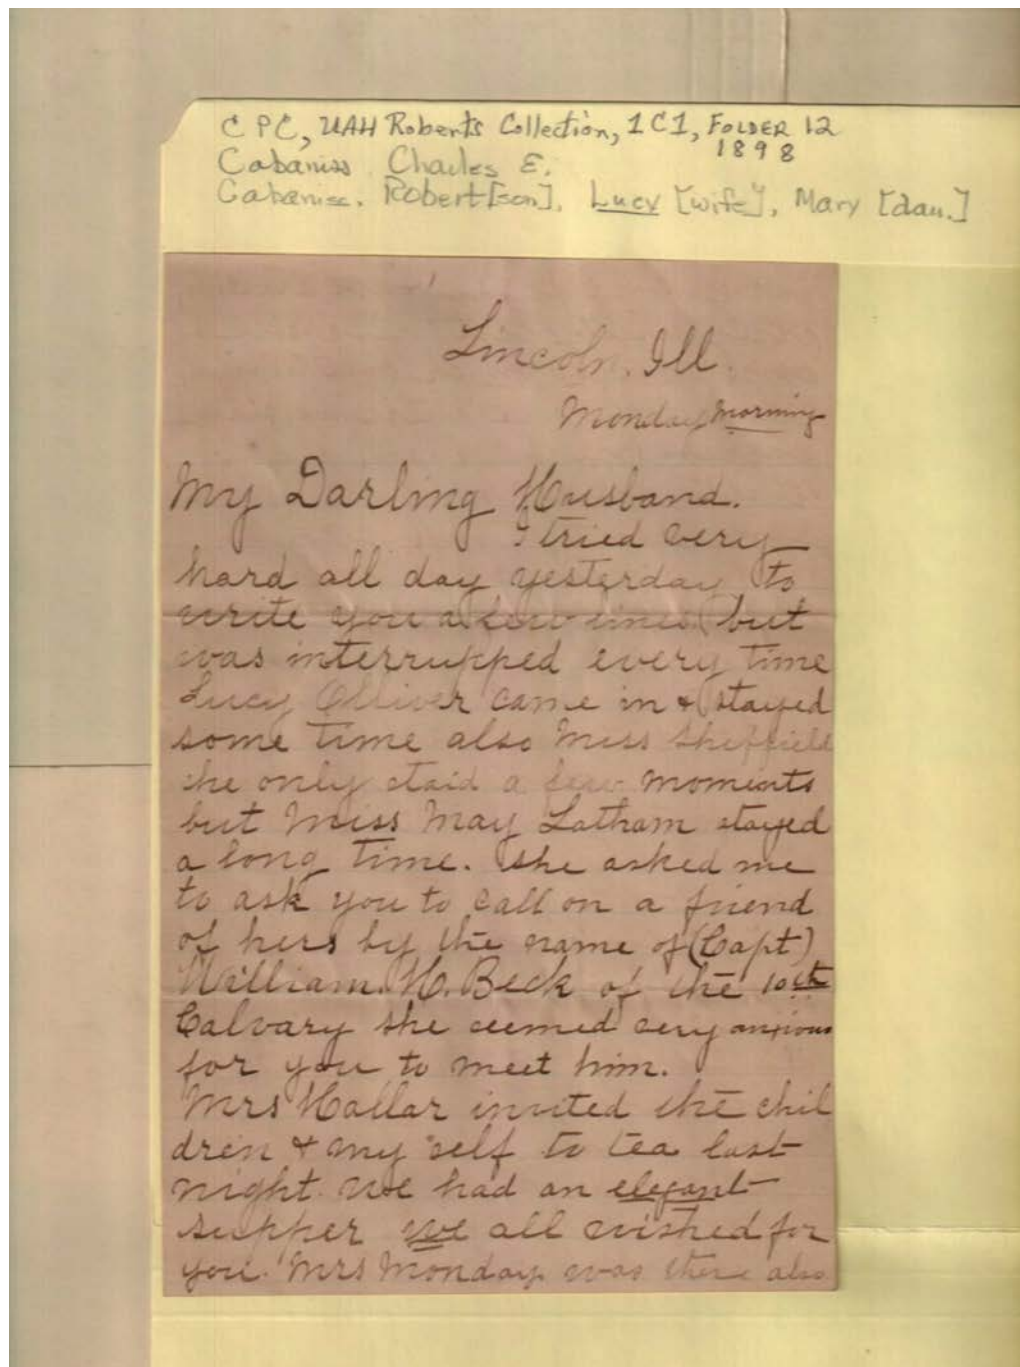 C P C, UAH Roberts Collection, 1C1, FOLDER 12
1898
Cabaniss Charles E.
Cabaniss. Robert [son], Lucy [wife], Mary [dau.]
Lincoln. Ill.
Monday morning
My Darling Husband.
I tried very
hard all day yesterday to
write you a few lines but
was interrupped every time
Lucy Olliver came in & stayed
some time also Miss Sheffield
she only staid a few moments
but Miss May Latham stayed
a long time. She asked me
to ask you to call on a friend
of hers by the name of (Capt)
William. H. Beck of the 10th
Calvary she seemed very anxious
for you to meet him.
Mrs Hallar invited the chil
dren & my self to tea last
night we had an elegant
supper we all wished for
you. Mrs Monday was there also